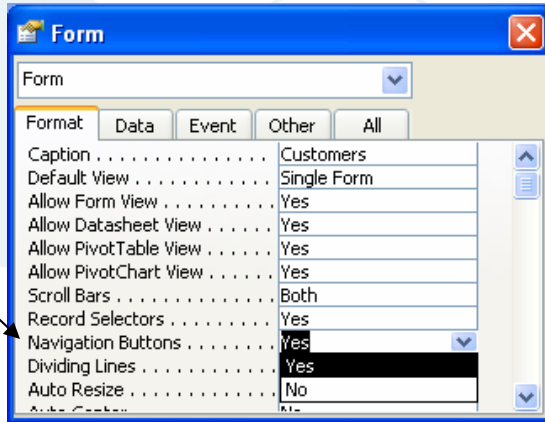 Form
Form
Format Data Event Other All
Caption . . . . . . . . . . . . . . . Customers
Default View . . . . . . . . . . . . Single Form
Allow Form View . . . . . . . . . Yes
Allow Datasheet View . . . . . . Yes
Allow PivotTable View . . . . . . Yes
Allow PivotChart View . . . . . . Yes
Scroll Bars . . . . . . . . . . . . . . Both
Record Selectors . . . . . . . . . Yes
Navigation Buttons . . . . . . . . Yes
Dividing Lines . . . . . . . . . . . . Yes
Auto Resize . . . . . . . . . . . . . No